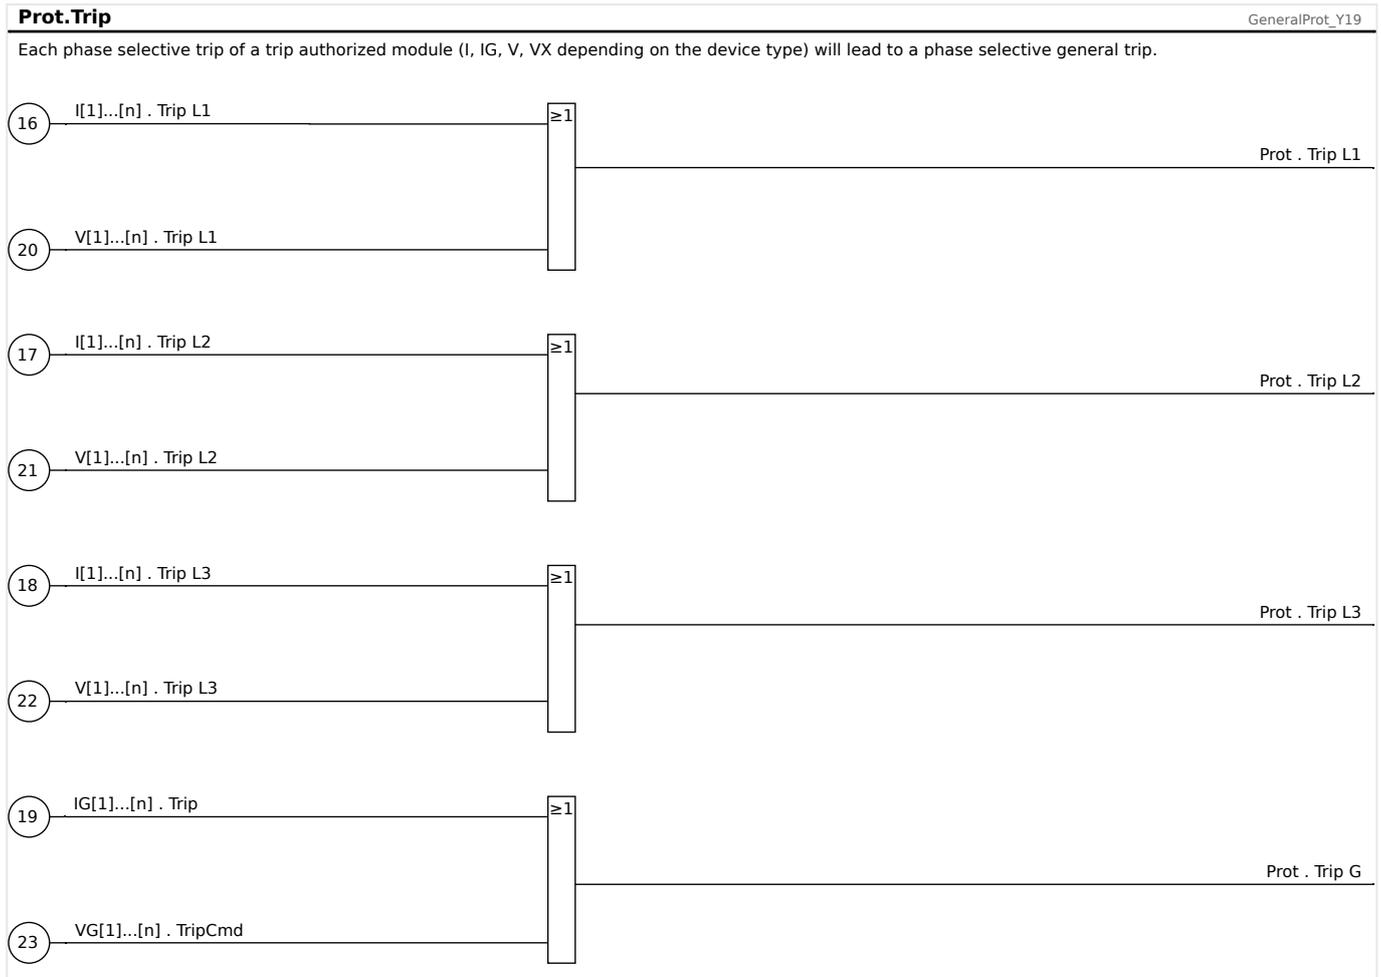 Prot.Trip
GeneralProt_Y19
Each phase selective trip of a trip authorized module (I, IG, V, VX depending on the device type) will lead to a phase selective general trip.
16
I[1]...[n] . Trip L1
≥1
Prot . Trip L1
20
V[1]...[n] . Trip L1
17
I[1]...[n] . Trip L2
≥1
Prot . Trip L2
21
V[1]...[n] . Trip L2
18
I[1]...[n] . Trip L3
≥1
Prot . Trip L3
22
V[1]...[n] . Trip L3
19
IG[1]...[n] . Trip
≥1
Prot . Trip G
23
VG[1]...[n] . TripCmd